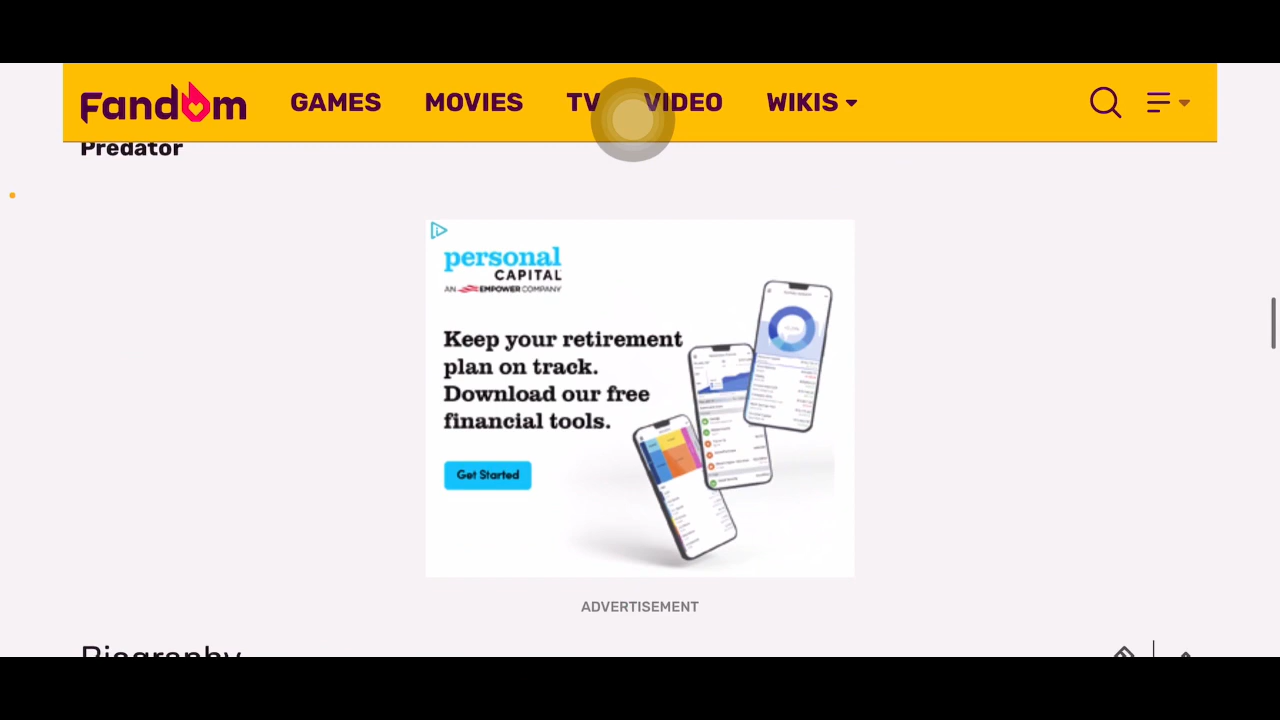 Fandom GAMES MOVIES TV VIDEO WIKIS
Predator
personal
CAPITAL
AN EMPOWER COMPANY
Keep your retirement
plan on track.
Download our free
financial tools.
Get Started
ADVERTISEMENT
Biography